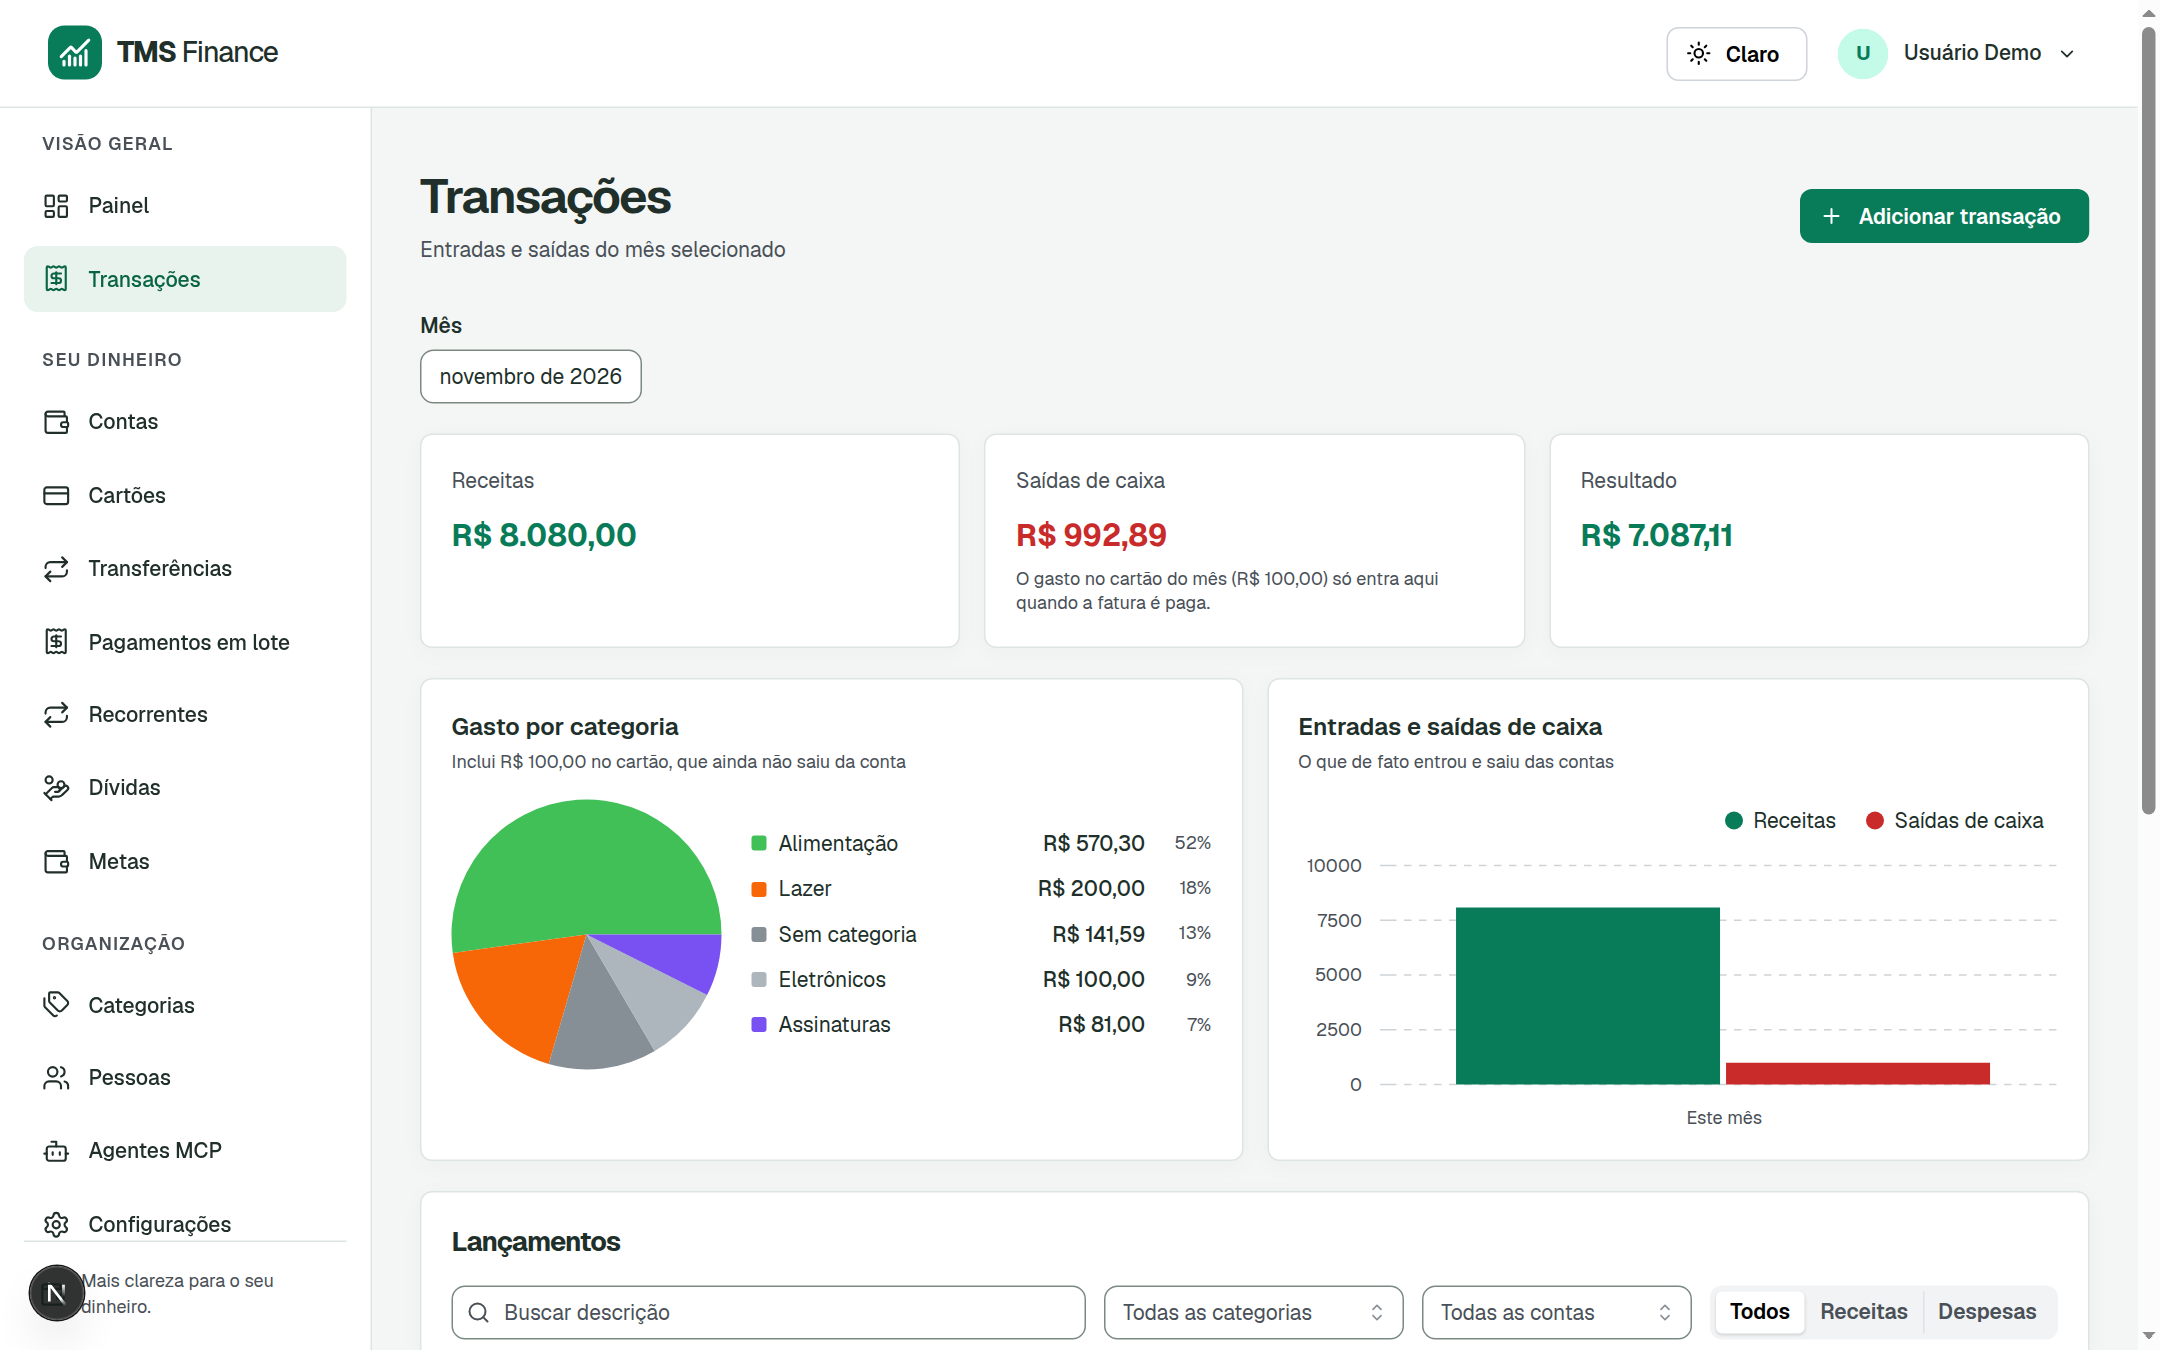 TMS Finance
Claro
U
Usuário Demo
VISÃO GERAL
Painel
Transações
SEU DINHEIRO
Contas
Cartões
Transferências
Pagamentos em lote
Recorrentes
Dívidas
Metas
ORGANIZAÇÃO
Categorias
Pessoas
Agentes MCP
Configurações
N
Mais clareza para o seu
dinheiro.
Transações
Entradas e saídas do mês selecionado
Adicionar transação
Mês
novembro de 2026
Receitas
R$ 8.080,00
Saídas de caixa
R$ 992,89
O gasto no cartão do mês (R$ 100,00) só entra aqui
quando a fatura é paga.
Resultado
R$ 7.087,11
Gasto por categoria
Inclui R$ 100,00 no cartão, que ainda não saiu da conta
Alimentação R$ 570,30 52%
Lazer R$ 200,00 18%
Sem categoria R$ 141,59 13%
Eletrônicos R$ 100,00 9%
Assinaturas R$ 81,00 7%
Entradas e saídas de caixa
O que de fato entrou e saiu das contas
Receitas Saídas de caixa
10000
7500
5000
2500
0
Este mês
Lançamentos
Buscar descrição
Todas as categorias
Todas as contas
Todos Receitas Despesas